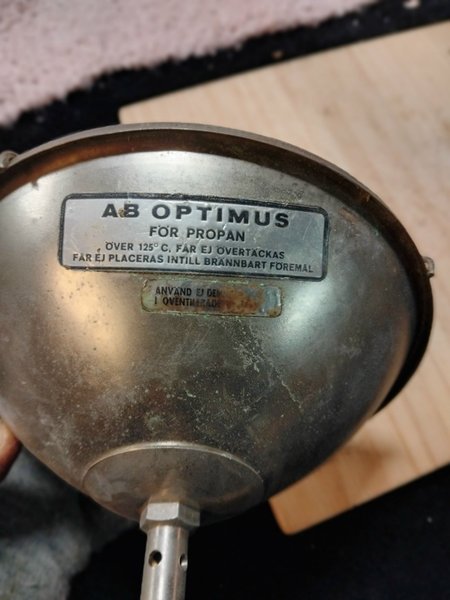 AB OPTIMUS
FÖR PROPAN
ÖVER 125° C. FÅR EJ ÖVERTÄCKAS
FÅR EJ PLACERAS INTILL BRÄNNBART FÖREMÅL
ANVÄND EJ DEN
I OVENTILERADE